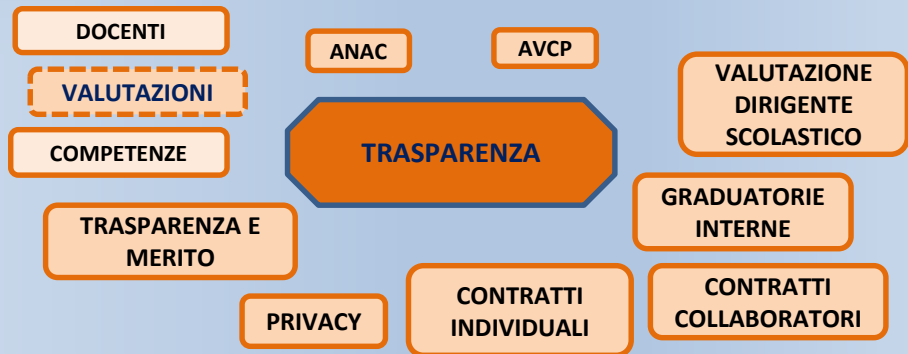 DOCENTI
ANAC
AVCP
VALUTAZIONI
VALUTAZIONE
DIRIGENTE
SCOLASTICO
COMPETENZE
TRASPARENZA
GRADUATORIE
INTERNE
TRASPARENZA E
MERITO
PRIVACY
CONTRATTI
INDIVIDUALI
CONTRATTI
COLLABORATORI